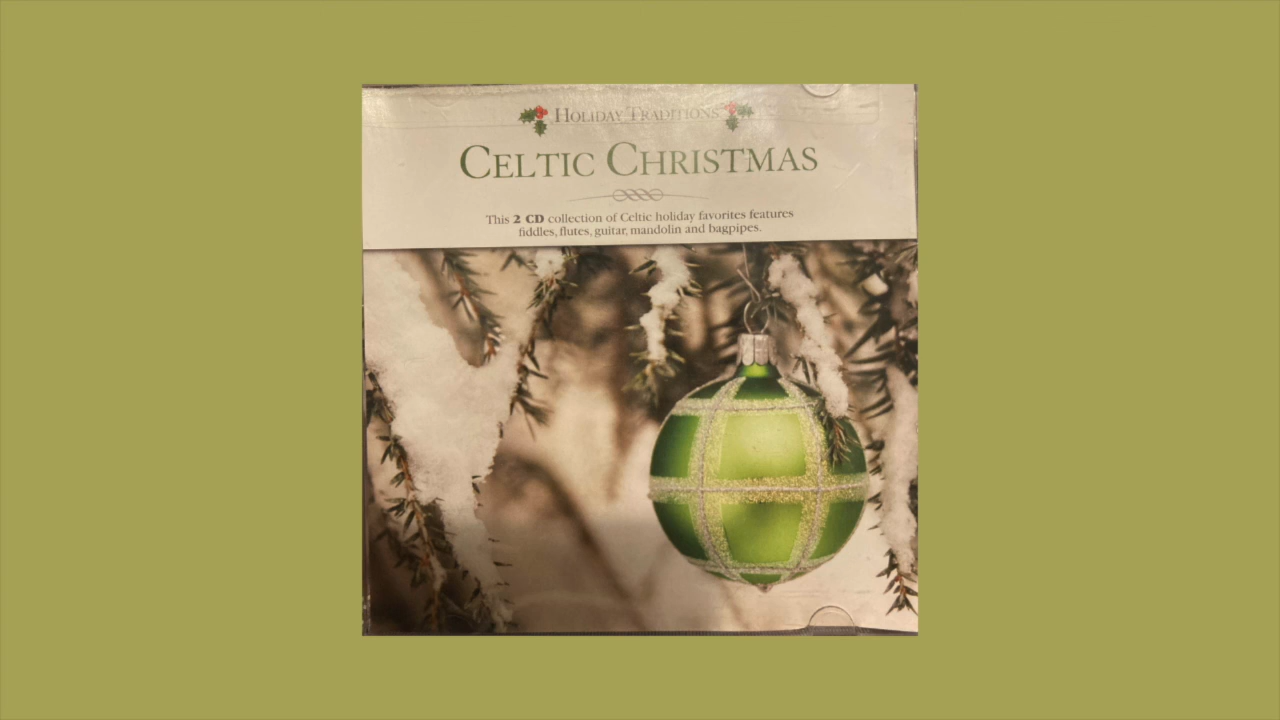 Holiday Traditions
Celtic Christmas
This 2 CD collection of Celtic holiday favorites features
fiddles, flutes, guitar, mandolin and bagpipes.